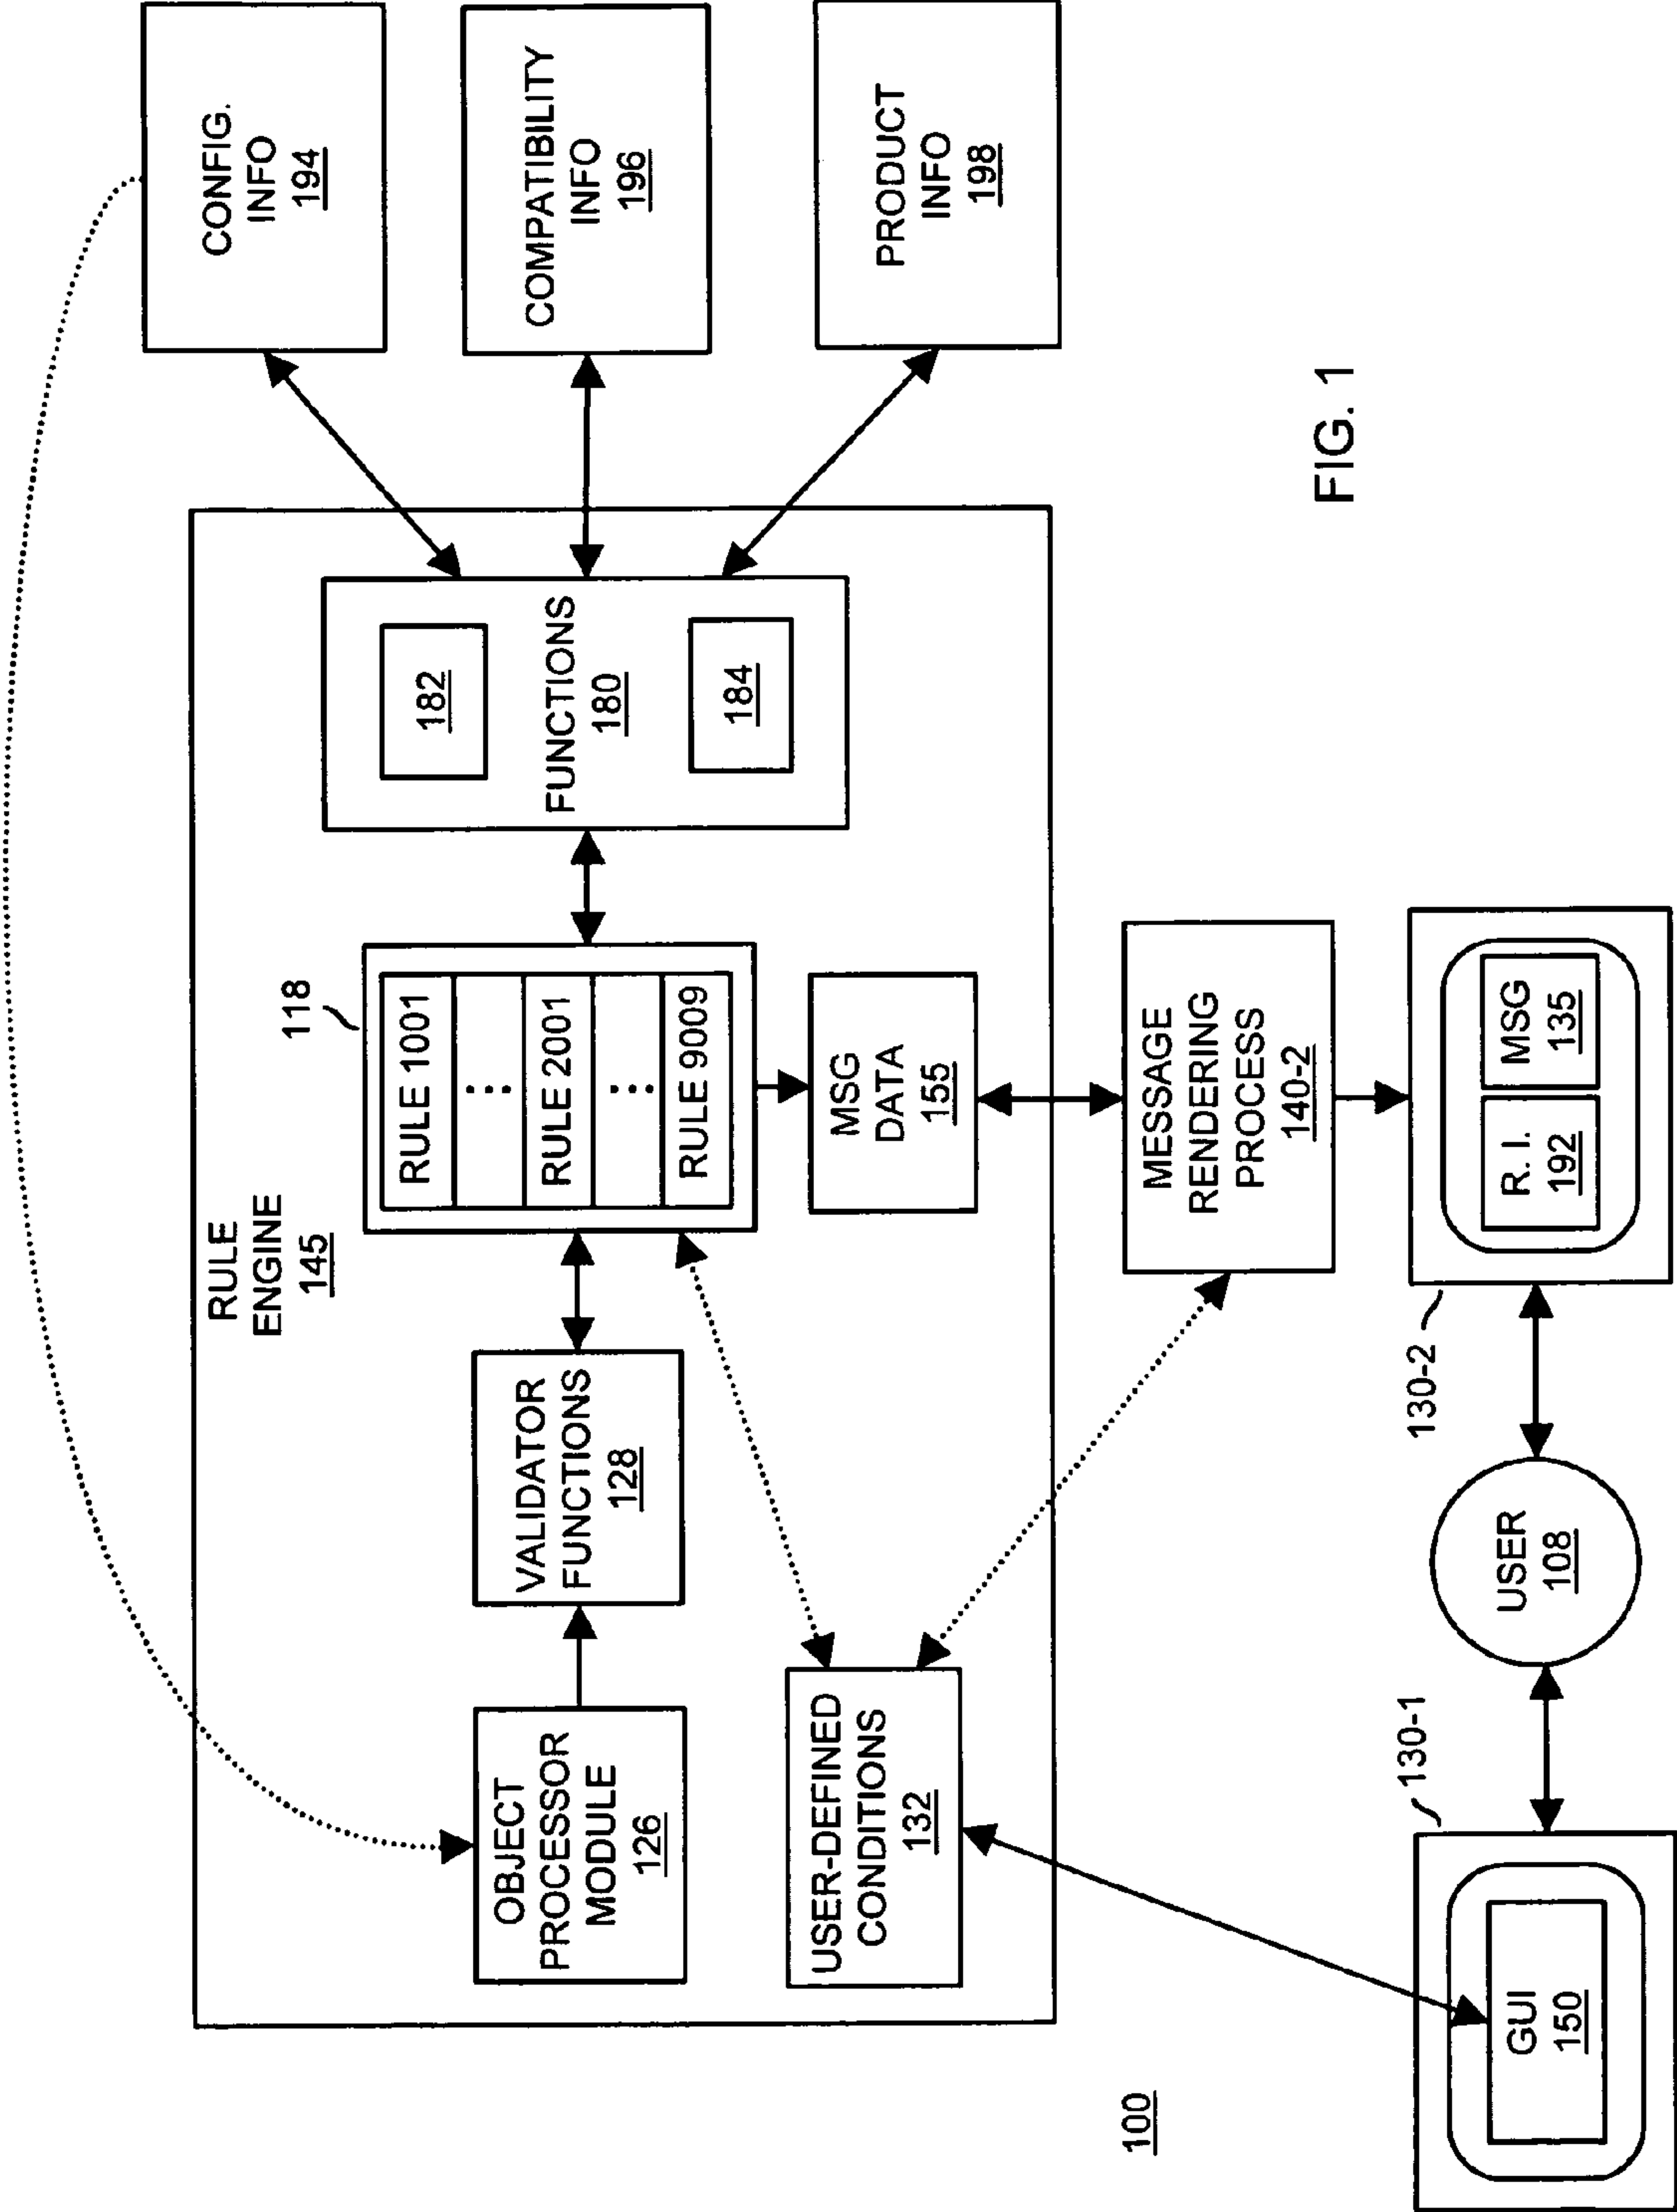 CONFIG.
INFO
194
COMPATIBILITY
INFO
196
PRODUCT
INFO
198
RULE
ENGINE
145
OBJECT
PROCESSOR
MODULE
126
VALIDATOR
FUNCTIONS
128
118
RULE 1001
...
RULE 2001
...
RULE 9009
FUNCTIONS
180
182
184
USER-DEFINED
CONDITIONS
132
MSG
DATA
155
MESSAGE
RENDERING
PROCESS
140-2
100
130-1
GUI
150
USER
108
130-2
R. I.
192
MSG
135
FIG. 1